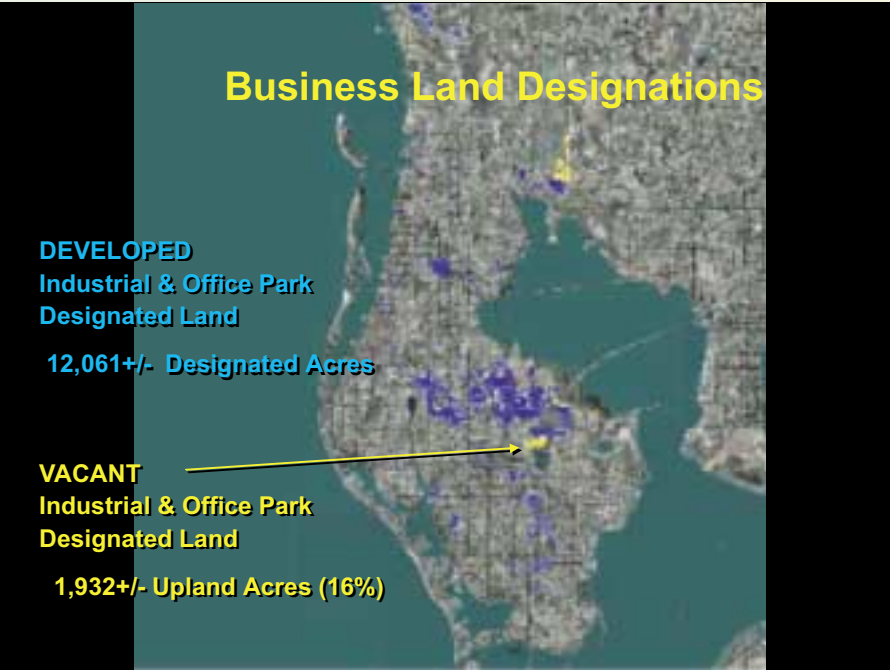 Business Land Designations
DEVELOPED
Industrial & Office Park
Designated Land
12,061+/- Designated Acres
VACANT
Industrial & Office Park
Designated Land
1,932+/- Upland Acres (16%)